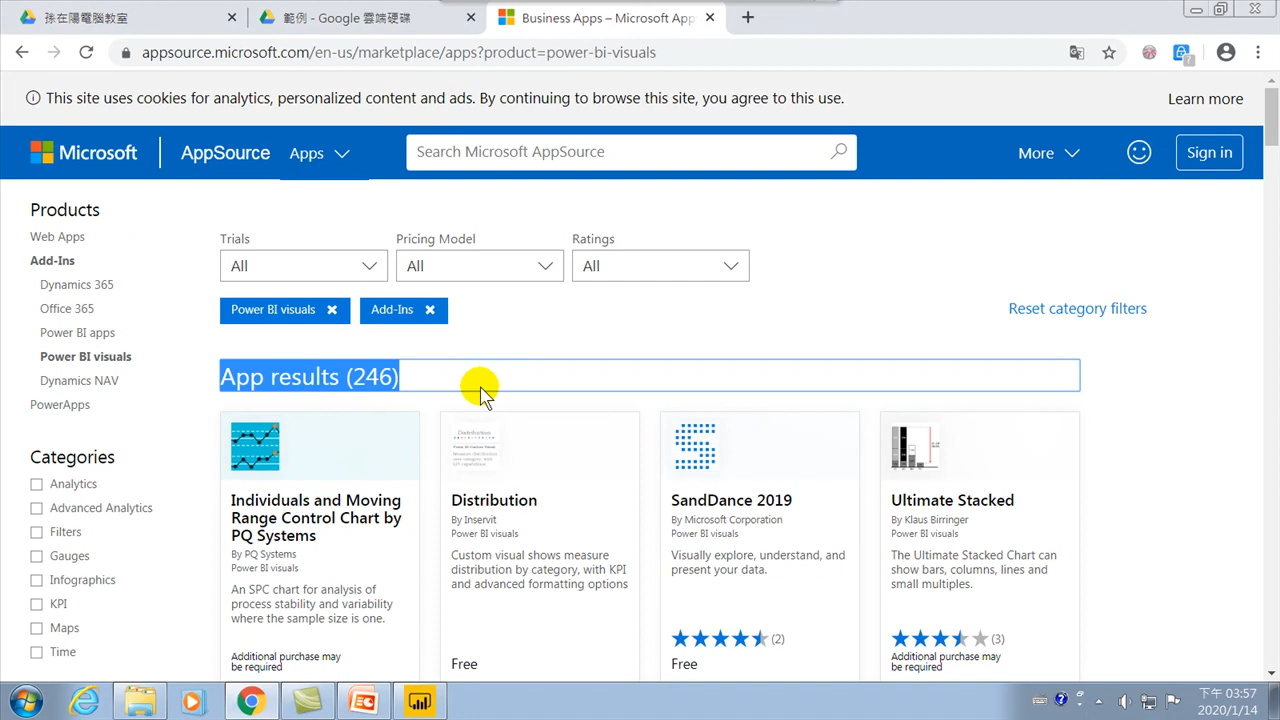 孫在陽電腦教室
範例 - Google 雲端硬碟
Business Apps – Microsoft App
appsource.microsoft.com/en-us/marketplace/apps?product=power-bi-visuals
This site uses cookies for analytics, personalized content and ads. By continuing to browse this site, you agree to this use.
Learn more
Microsoft
AppSource
Apps
Search Microsoft AppSource
More
Sign in
Products
Web Apps
Add-Ins
Dynamics 365
Office 365
Power BI apps
Power BI visuals
Dynamics NAV
PowerApps
Categories
Analytics
Advanced Analytics
Filters
Gauges
Infographics
KPI
Maps
Time
Trials
Pricing Model
Ratings
All
All
All
Power BI visuals
Add-Ins
Reset category filters
App results (246)
Individuals and Moving
Range Control Chart by
PQ Systems
By PQ Systems
Power BI visuals
An SPC chart for analysis of
process stability and variability
where the sample size is one.
Additional purchase may
be required
Distribution
By Inservit
Power BI visuals
Custom visual shows measure
distribution by category, with KPI
and advanced formatting options
Free
SandDance 2019
By Microsoft Corporation
Power BI visuals
Visually explore, understand, and
present your data.
(2)
Free
Ultimate Stacked
By Klaus Birringer
Power BI visuals
The Ultimate Stacked Chart can
show bars, columns, lines and
small multiples.
(3)
Additional purchase may
be required
下午 03:57
2020/1/14